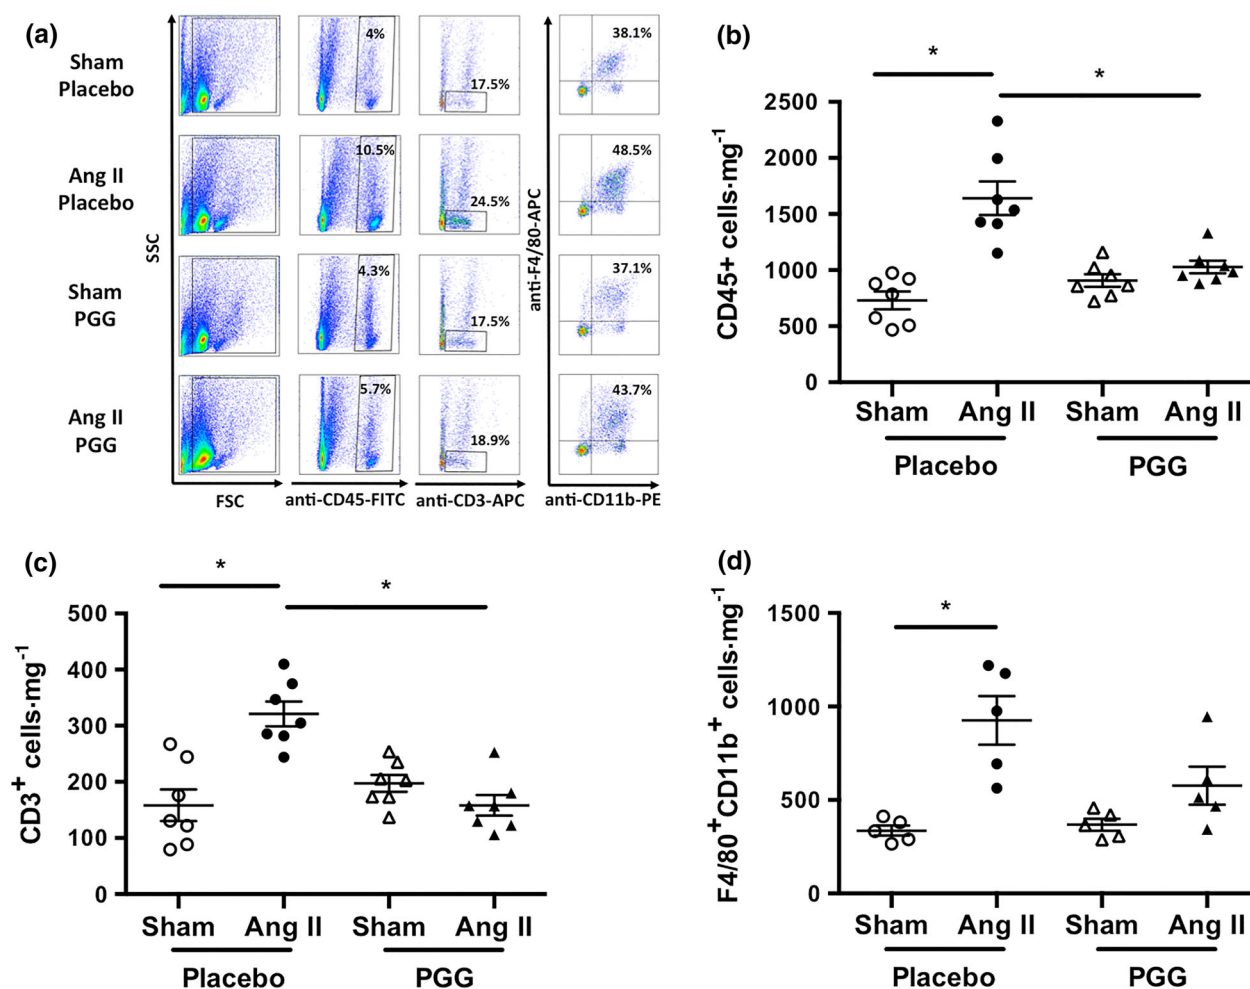 (a)
Sham
Placebo
4%
17.5%
38.1%
Ang II
Placebo
10.5%
24.5%
48.5%
Sham
PGG
4.3%
17.5%
37.1%
Ang II
PGG
5.7%
18.9%
43.7%
SSC
anti-F4/80-APC
FSC
anti-CD45-FITC
anti-CD3-APC
anti-CD11b-PE
(b)
*
*
CD45+ cells·mg⁻¹
2500
2000
1500
1000
500
0
Sham Ang II Sham Ang II
Placebo PGG
(c)
*
*
CD3⁺ cells·mg⁻¹
500
400
300
200
100
0
Sham Ang II Sham Ang II
Placebo PGG
(d)
*
F4/80⁺CD11b⁺ cells·mg⁻¹
1500
1000
500
0
Sham Ang II Sham Ang II
Placebo PGG